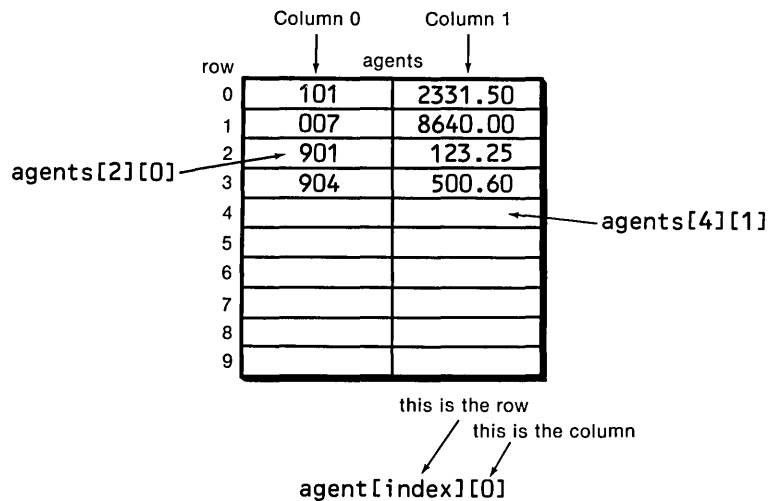 Column 0 Column 1
row agents
0 101 2331.50
1 007 8640.00
2 901 123.25
agents[2][0]
3 904 500.60
4
agents[4][1]
5
6
7
8
9
this is the row
this is the column
agent[index][0]